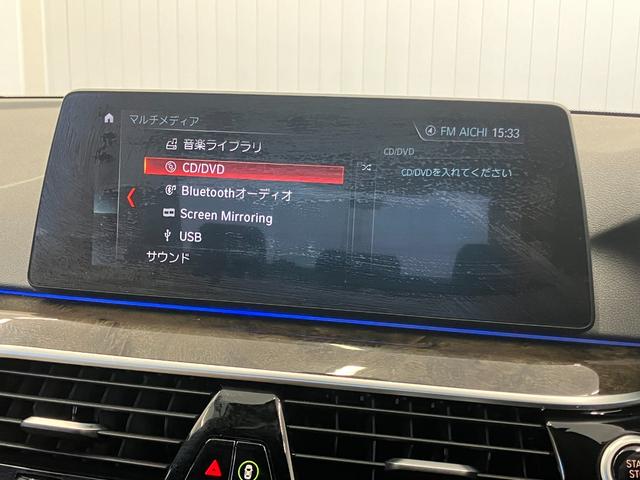 マルチメディア
FM AICHI 15:33
音楽ライブラリ
CD/DVD
CD/DVD
CD/DVDを入れてください
Bluetoothオーディオ
Screen Mirroring
USB
サウンド